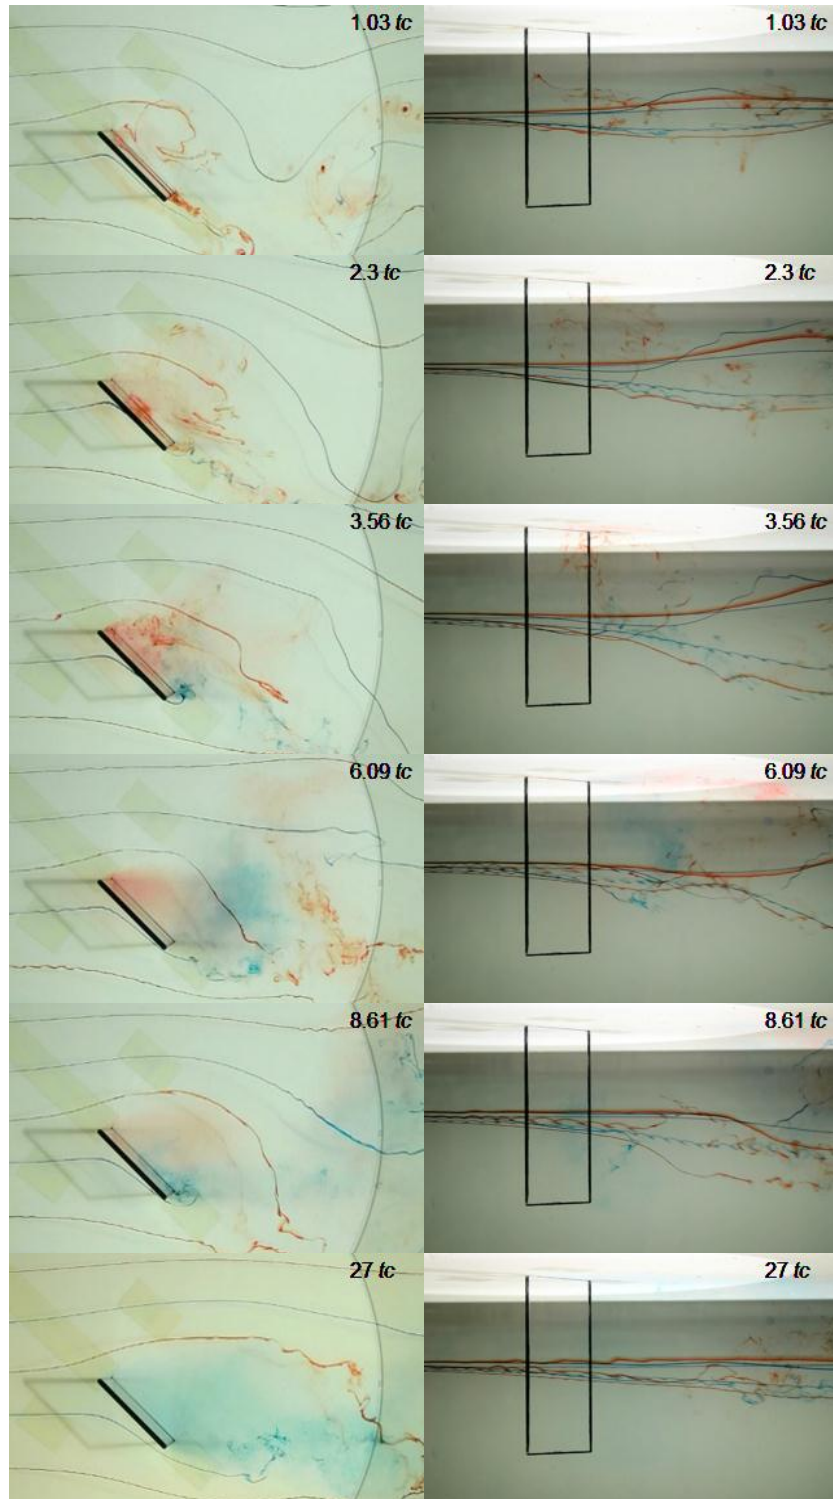 1.03 tc 1.03 tc
2.3 tc 2.3 tc
3.56 tc 3.56 tc
6.09 tc 6.09 tc
8.61 tc 8.61 tc
27 tc 27 tc